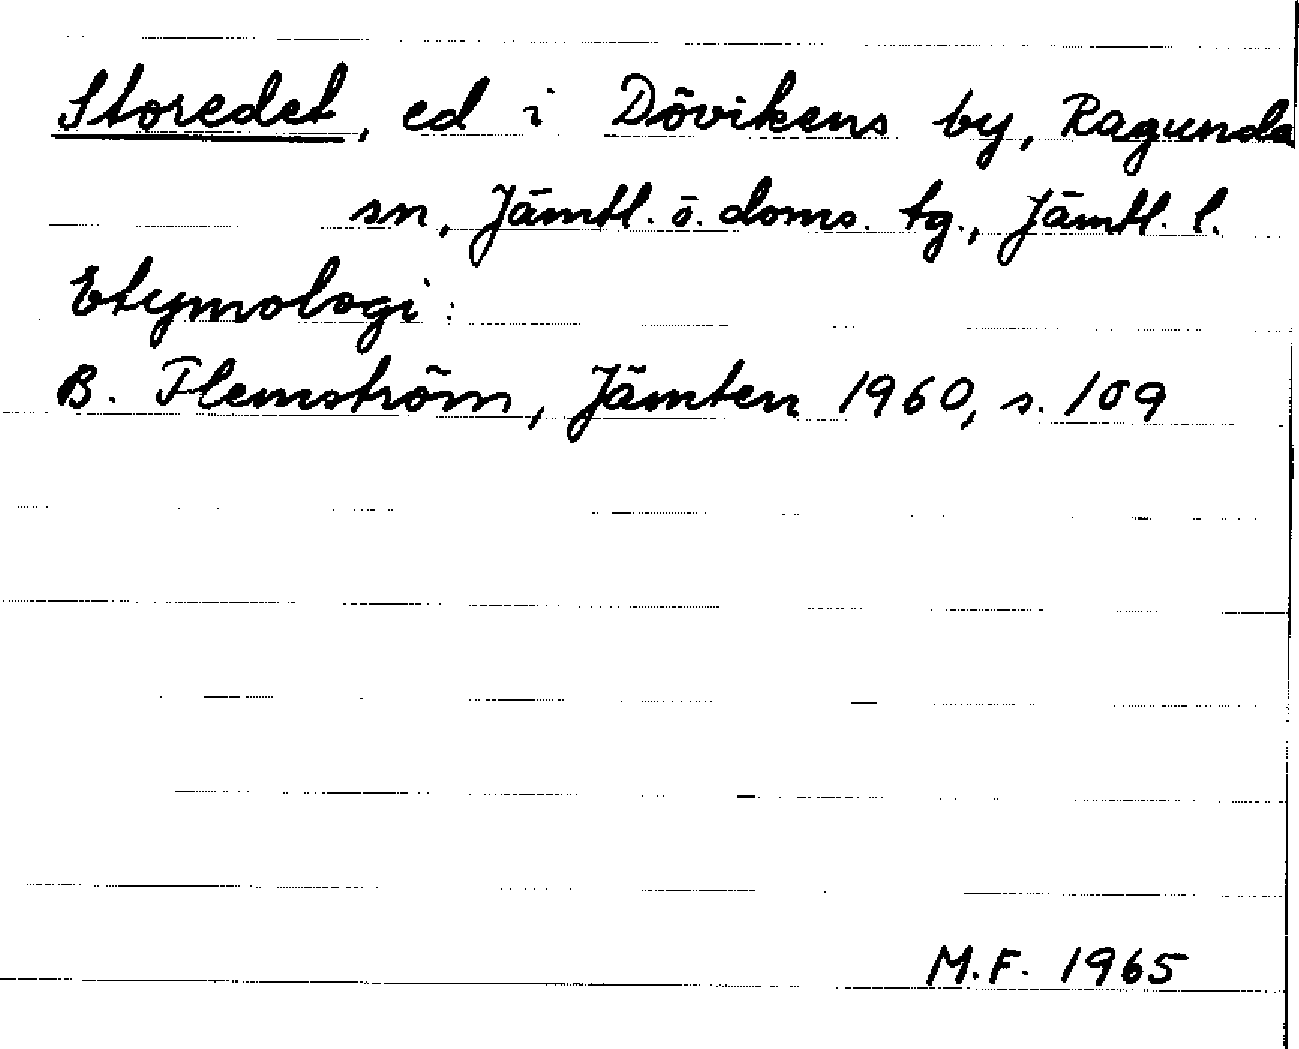 Storedet, ed i Dövikens by, Ragunda
sn, Jämtl. ö. doms. tg., Jämtl. l.
Etymologi:
B. Flemström, Jämten 1960, s. 109
M.F. 1965